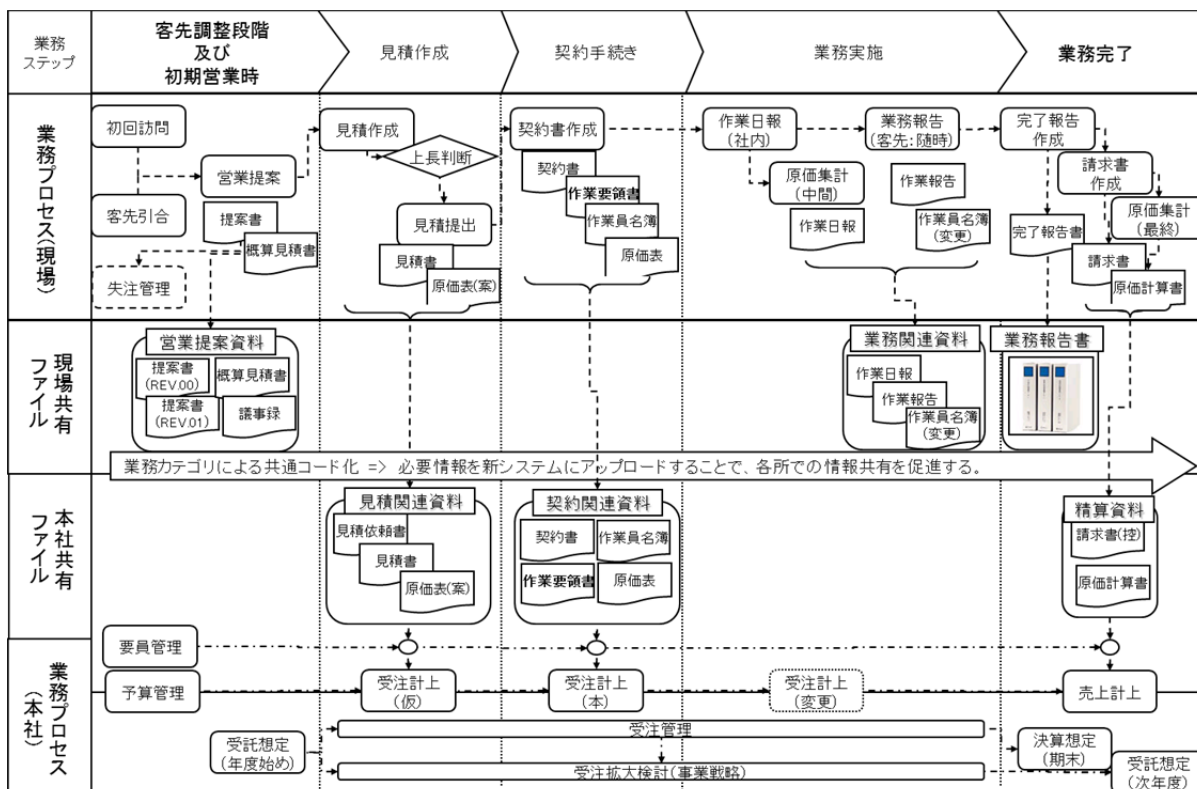 業務
ステップ
客先調整段階
及び
初期営業時
見積作成
契約手続き
業務実施
業務完了
業務プロセス(現場)
初回訪問
客先引合
営業提案
提案書
概算見積書
失注管理
見積作成
上長判断
見積提出
見積書
原価表(案)
契約書作成
契約書
作業要領書
作業員名簿
原価表
作業日報
(社内)
原価集計
(中間)
作業日報
業務報告
(客先:随時)
作業報告
作業員名簿
(変更)
完了報告
作成
完了報告書
請求書
作成
原価集計
(最終)
請求書
原価計算書
現場共有
ファイル
営業提案資料
提案書
(REV.00)
概算見積書
提案書
(REV.01)
議事録
業務関連資料
作業日報
作業報告
作業員名簿
(変更)
業務報告書
業務カテゴリによる共通コード化 => 必要情報を新システムにアップロードすることで、各所での情報共有を促進する。
本社共有
ファイル
見積関連資料
見積依頼書
見積書
原価表(案)
契約関連資料
契約書
作業員名簿
作業要領書
原価表
精算資料
請求書(控)
原価計算書
業務プロセス
(本社)
要員管理
予算管理
受注計上
(仮)
受注計上
(本)
受注計上
(変更)
売上計上
受託想定
(年度始め)
受注管理
受注拡大検討(事業戦略)
決算想定
(期末)
受託想定
(次年度)